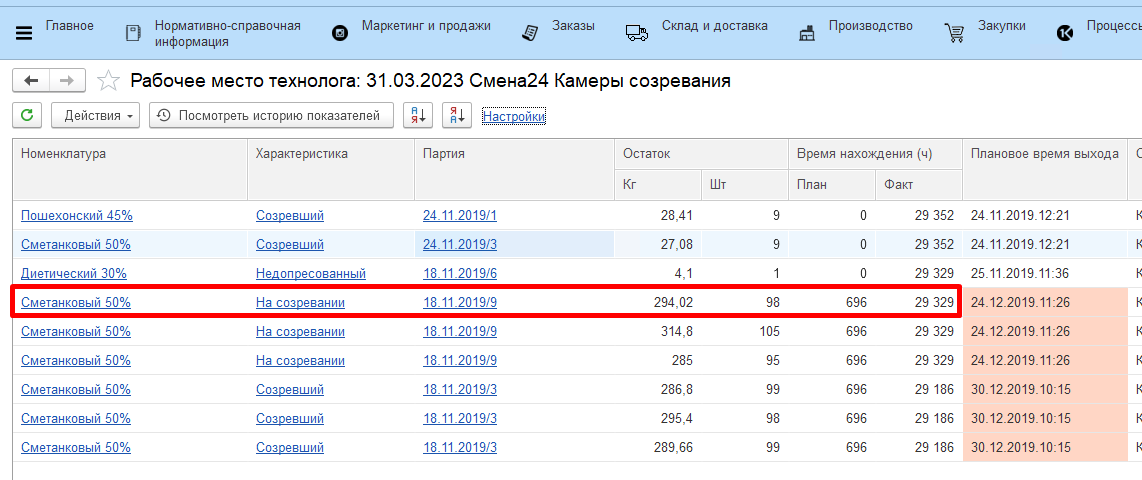 Главное
Нормативно-справочная
информация
Маркетинг и продажи
Заказы
Склад и доставка
Производство
Закупки
Процессы
Рабочее место технолога: 31.03.2023 Смена24 Камеры созревания
Действия
Посмотреть историю показателей
Настройки
Номенклатура Характеристика Партия Остаток Время нахождения (ч) Плановое время выхода С
Кг Шт План Факт
Пошехонский 45% Созревший 24.11.2019/1 28,41 9 0 29 352 24.11.2019.12:21 К
Сметанковый 50% Созревший 24.11.2019/3 27,08 9 0 29 352 24.11.2019.12:21 К
Диетический 30% Недопресованный 18.11.2019/6 4,1 1 0 29 329 25.11.2019.11:36 К
Сметанковый 50% На созревании 18.11.2019/9 294,02 98 696 29 329 24.12.2019.11:26 К
Сметанковый 50% На созревании 18.11.2019/9 314,8 105 696 29 329 24.12.2019.11:26 К
Сметанковый 50% На созревании 18.11.2019/9 285 95 696 29 329 24.12.2019.11:26 К
Сметанковый 50% Созревший 18.11.2019/3 286,8 99 696 29 186 30.12.2019.10:15 К
Сметанковый 50% Созревший 18.11.2019/3 295,4 98 696 29 186 30.12.2019.10:15 К
Сметанковый 50% Созревший 18.11.2019/3 289,66 99 696 29 186 30.12.2019.10:15 К